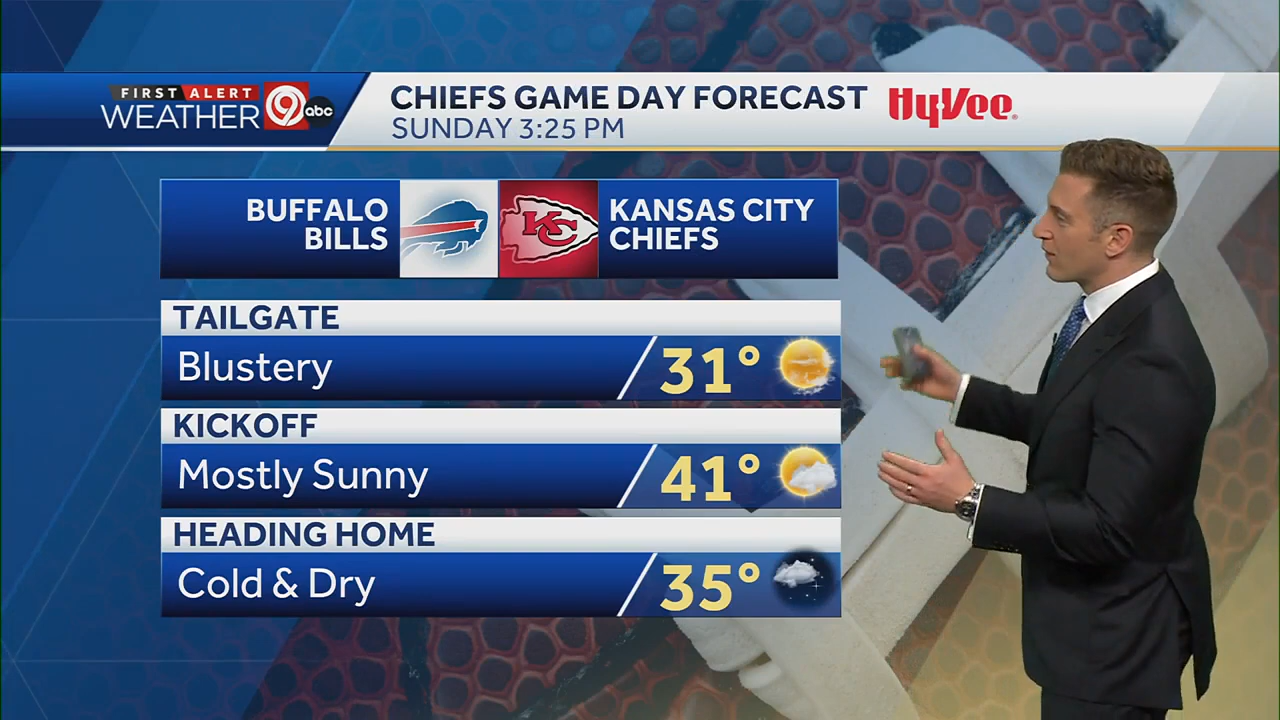 FIRST ALERT
WEATHER 9 abc
CHIEFS GAME DAY FORECAST
SUNDAY 3:25 PM
HyVee
BUFFALO
BILLS
KC
KANSAS CITY
CHIEFS
TAILGATE
Blustery 31°
KICKOFF
Mostly Sunny 41°
HEADING HOME
Cold & Dry 35°